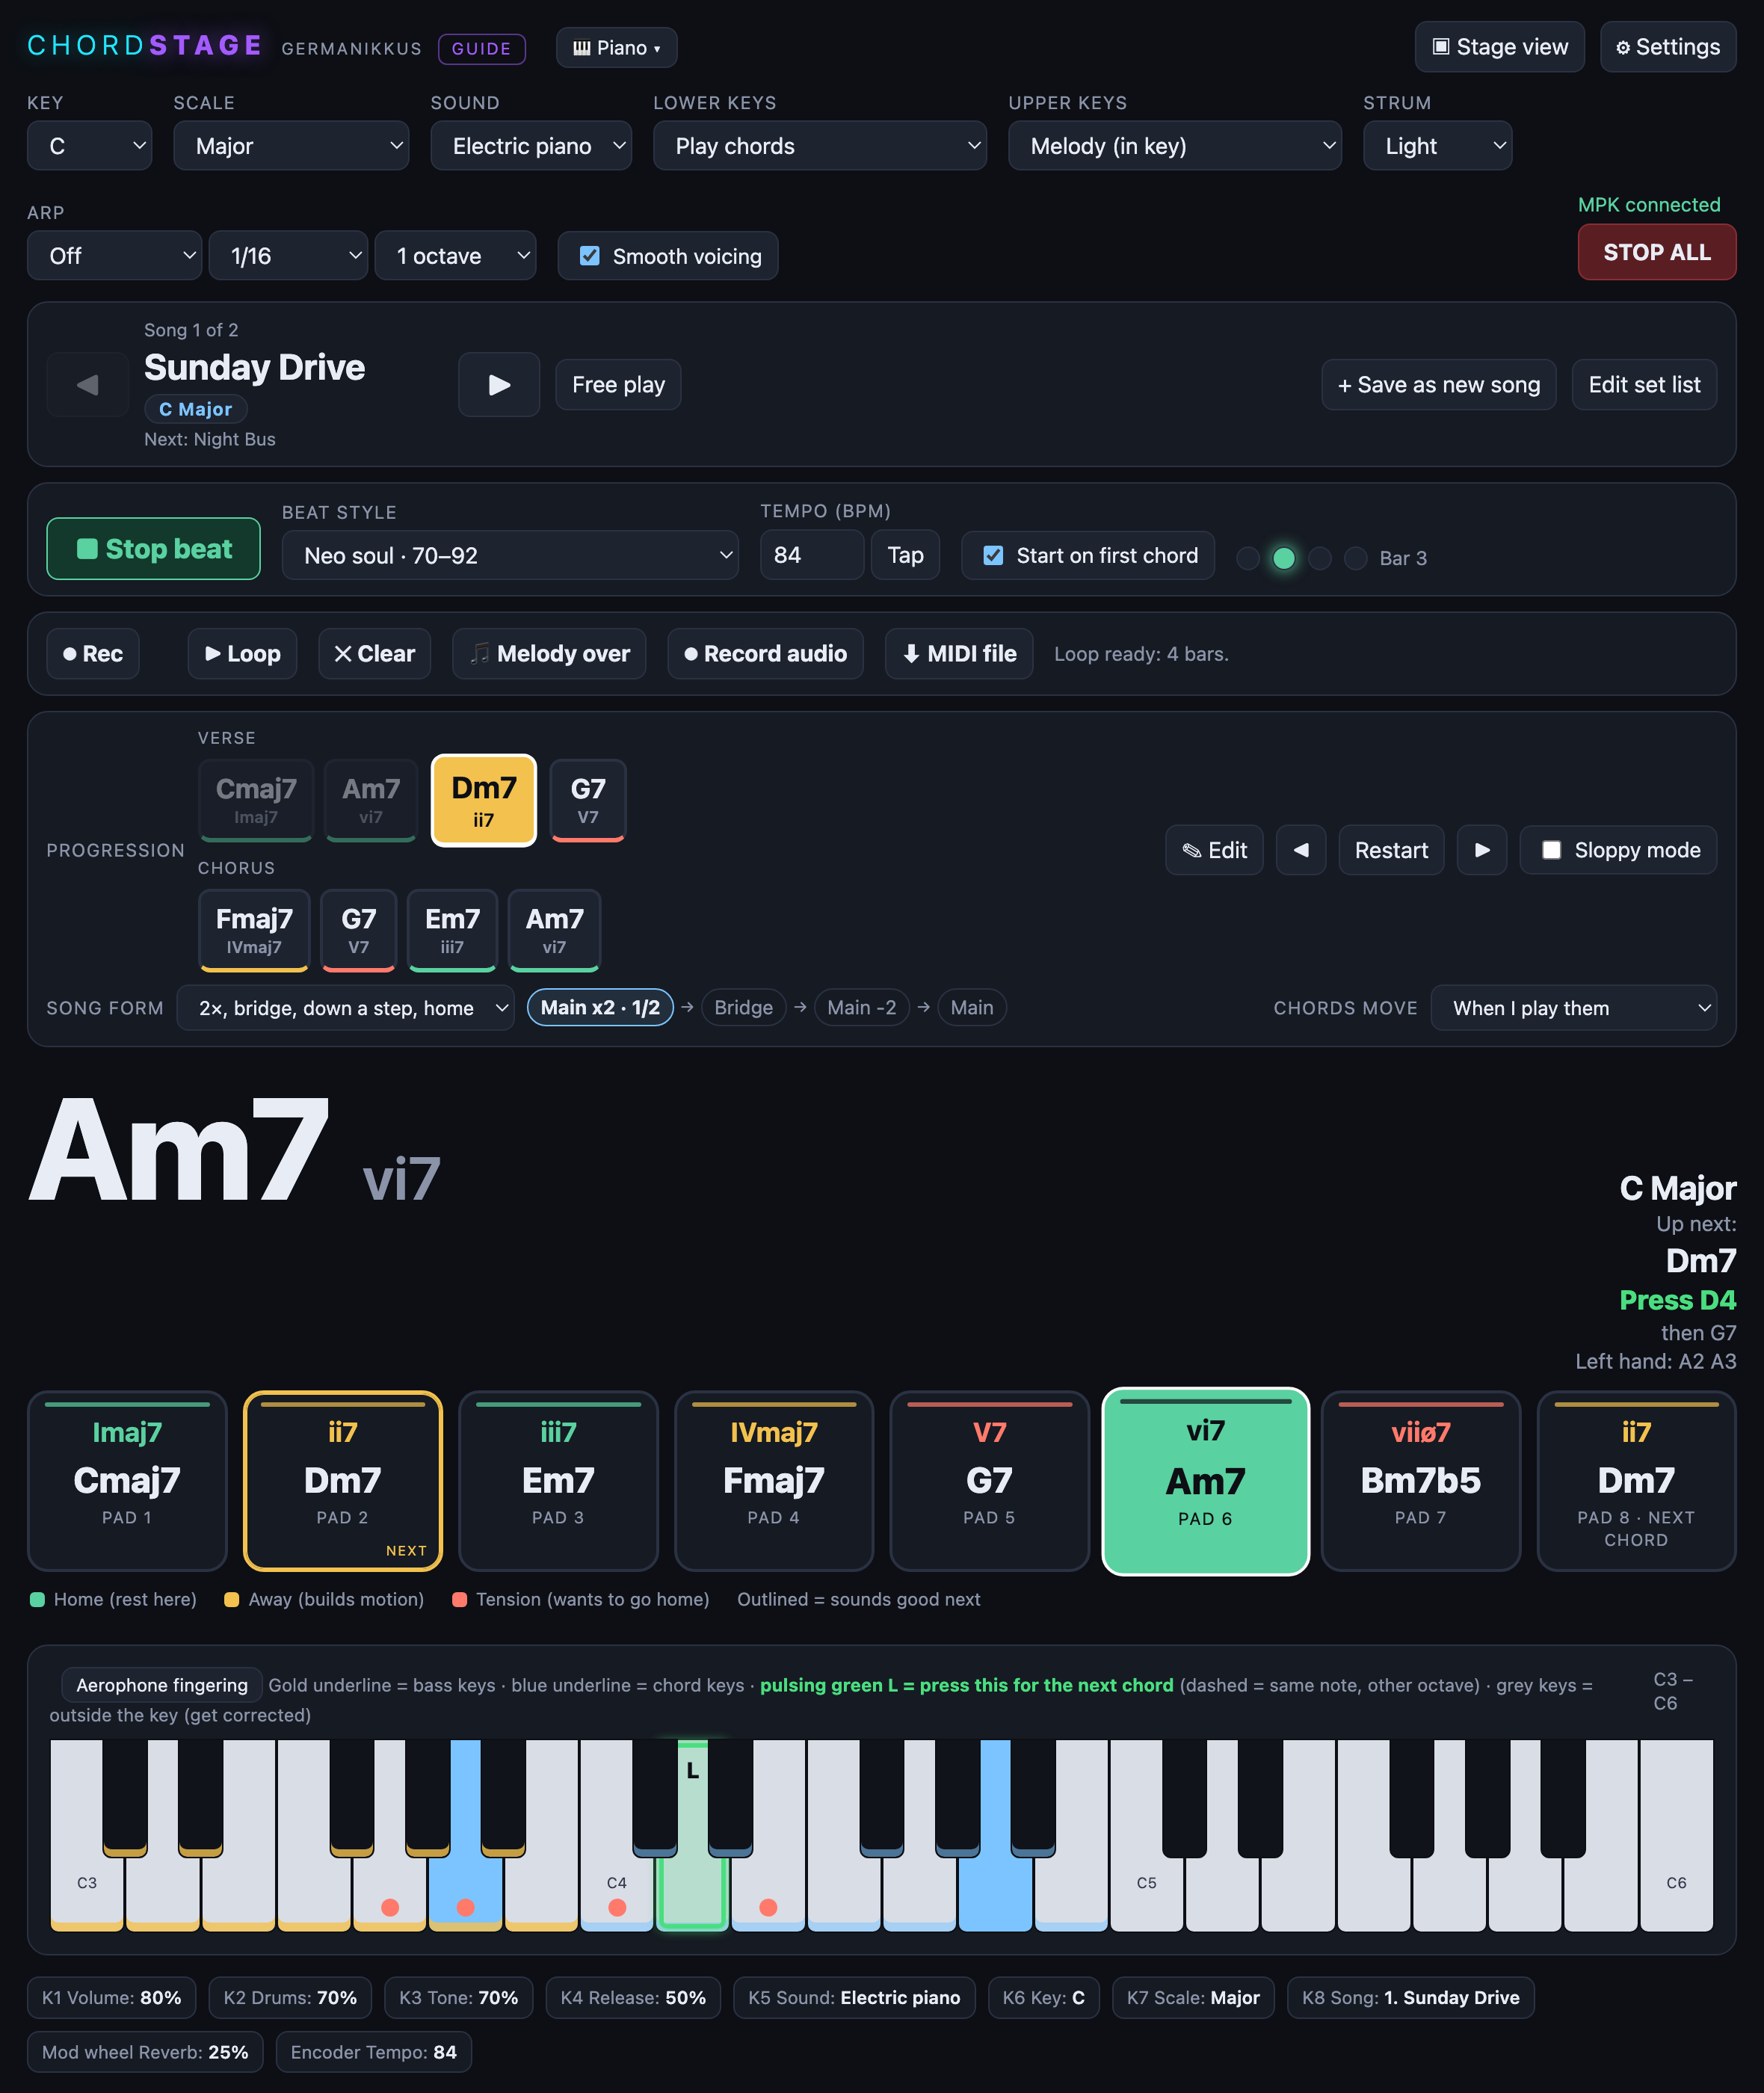 CHORDSTAGE GERMANIKKUS GUIDE Piano Stage view Settings
KEY SCALE SOUND LOWER KEYS UPPER KEYS STRUM
C Major Electric piano Play chords Melody (in key) Light
MPK connected
ARP
Off 1/16 1 octave Smooth voicing STOP ALL
Song 1 of 2
Sunday Drive
C Major
Next: Night Bus
Free play + Save as new song Edit set list
BEAT STYLE TEMPO (BPM)
Stop beat Neo soul · 70–92 84 Tap Start on first chord Bar 3
Rec Loop Clear Melody over Record audio MIDI file Loop ready: 4 bars.
VERSE
Cmaj7 Am7 Dm7 G7
Imaj7 vi7 ii7 V7
PROGRESSION Edit Restart Sloppy mode
CHORUS
Fmaj7 G7 Em7 Am7
IVmaj7 V7 iii7 vi7
SONG FORM 2×, bridge, down a step, home Main x2 · 1/2 → Bridge → Main -2 → Main CHORDS MOVE When I play them
Am7 vi7
C Major
Up next:
Dm7
Press D4
then G7
Left hand: A2 A3
Imaj7 ii7 iii7 IVmaj7 V7 vi7 viiø7 ii7
Cmaj7 Dm7 Em7 Fmaj7 G7 Am7 Bm7b5 Dm7
PAD 1 PAD 2 PAD 3 PAD 4 PAD 5 PAD 6 PAD 7 PAD 8 · NEXT
CHORD
NEXT
Home (rest here) Away (builds motion) Tension (wants to go home) Outlined = sounds good next
Aerophone fingering Gold underline = bass keys · blue underline = chord keys · pulsing green L = press this for the next chord (dashed = same note, other octave) · grey keys =
outside the key (get corrected)
C3 –
C6
L
C3 C4 C5 C6
K1 Volume: 80% K2 Drums: 70% K3 Tone: 70% K4 Release: 50% K5 Sound: Electric piano K6 Key: C K7 Scale: Major K8 Song: 1. Sunday Drive
Mod wheel Reverb: 25% Encoder Tempo: 84